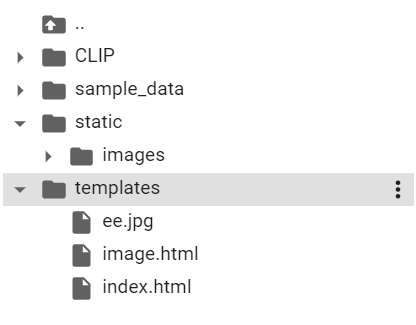 ..
CLIP
sample_data
static
images
templates
ee.jpg
image.html
index.html